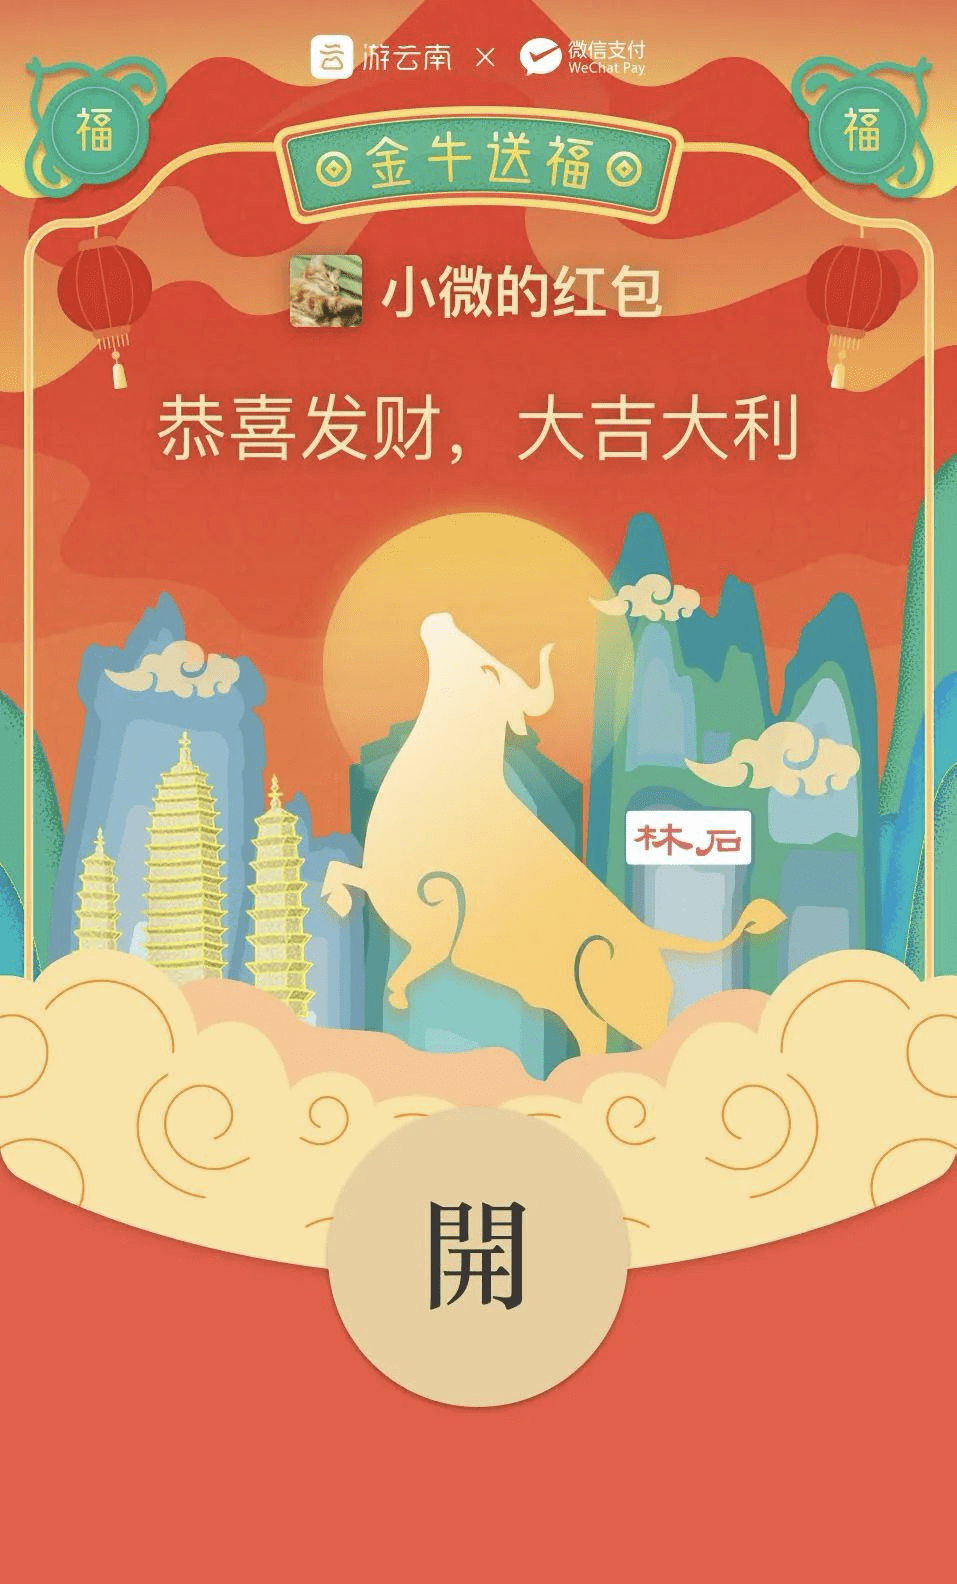 游云南 × 微信支付
WeChat Pay
福 福
金牛送福
小微的红包
恭喜发财，大吉大利
林石
開